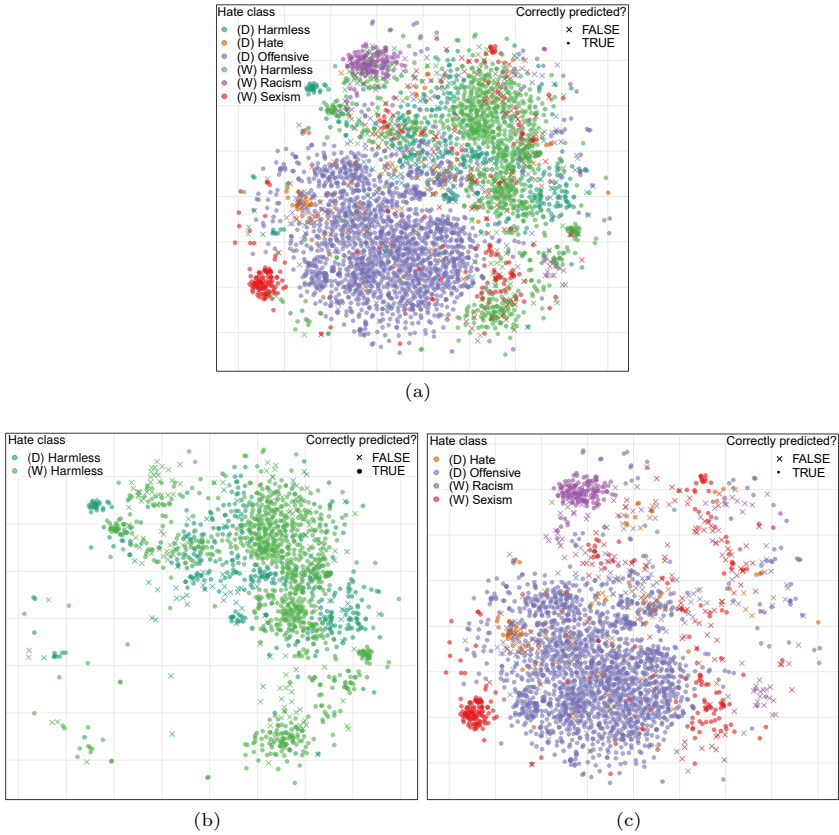 Hate class
Correctly predicted?
(D) Harmless
(D) Hate
(D) Offensive
(W) Harmless
(W) Racism
(W) Sexism
FALSE
TRUE
(a)
Hate class
Correctly predicted?
(D) Harmless
(W) Harmless
FALSE
TRUE
(b)
Hate class
Correctly predicted?
(D) Hate
(D) Offensive
(W) Racism
(W) Sexism
FALSE
TRUE
(c)